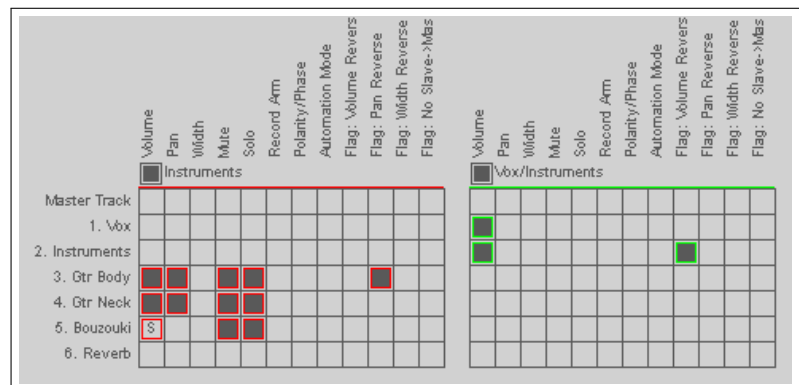 Volume
Pan
Width
Mute
Solo
Record Arm
Polarity/Phase
Automation Mode
Flag: Volume Revers
Flag: Pan Reverse
Flag: Width Reverse
Flag: No Slave->Mas
Volume
Pan
Width
Mute
Solo
Record Arm
Polarity/Phase
Automation Mode
Flag: Volume Revers
Flag: Pan Reverse
Flag: Width Reverse
Flag: No Slave->Mas
Instruments
Vox/Instruments
Master Track
1. Vox
2. Instruments
3. Gtr Body
4. Gtr Neck
5. Bouzouki
S
6. Reverb